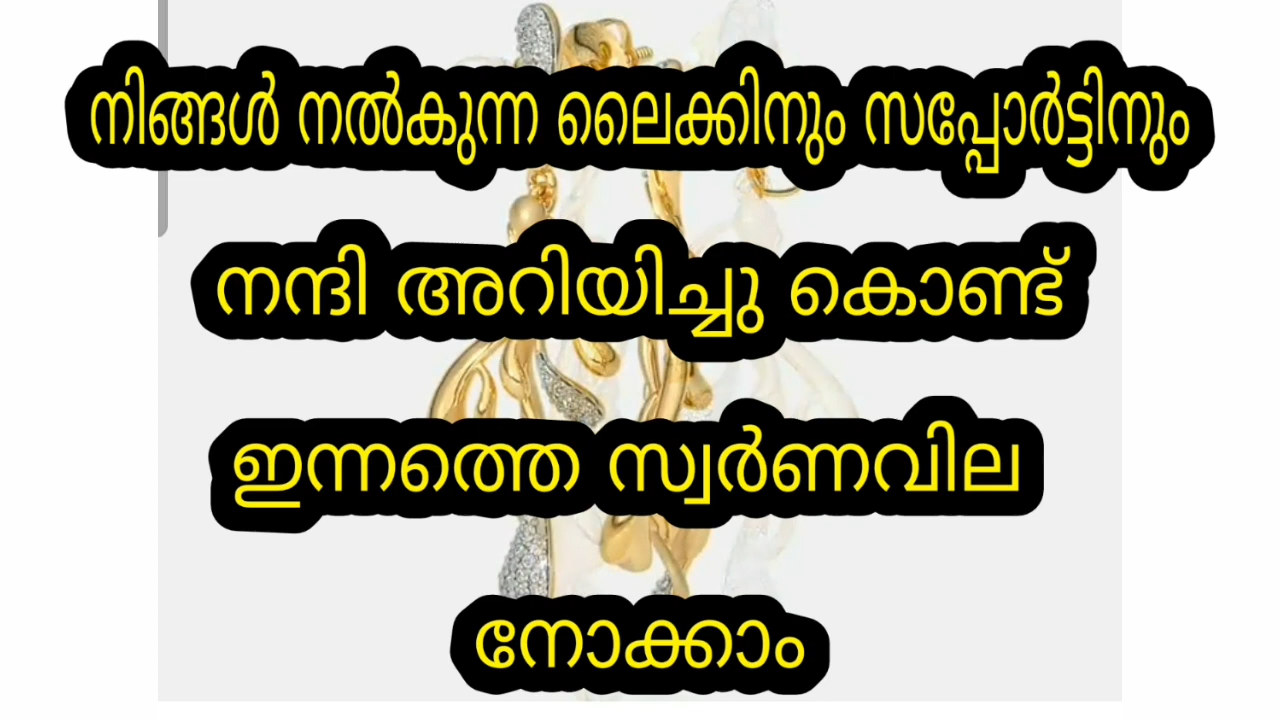 നിങ്ങൾ നൽകുന്ന ലൈക്കിനും സപ്പോർട്ടിനും
നന്ദി അറിയിച്ചു കൊണ്ട്
ഇന്നത്തെ സ്വർണവില
നോക്കാം